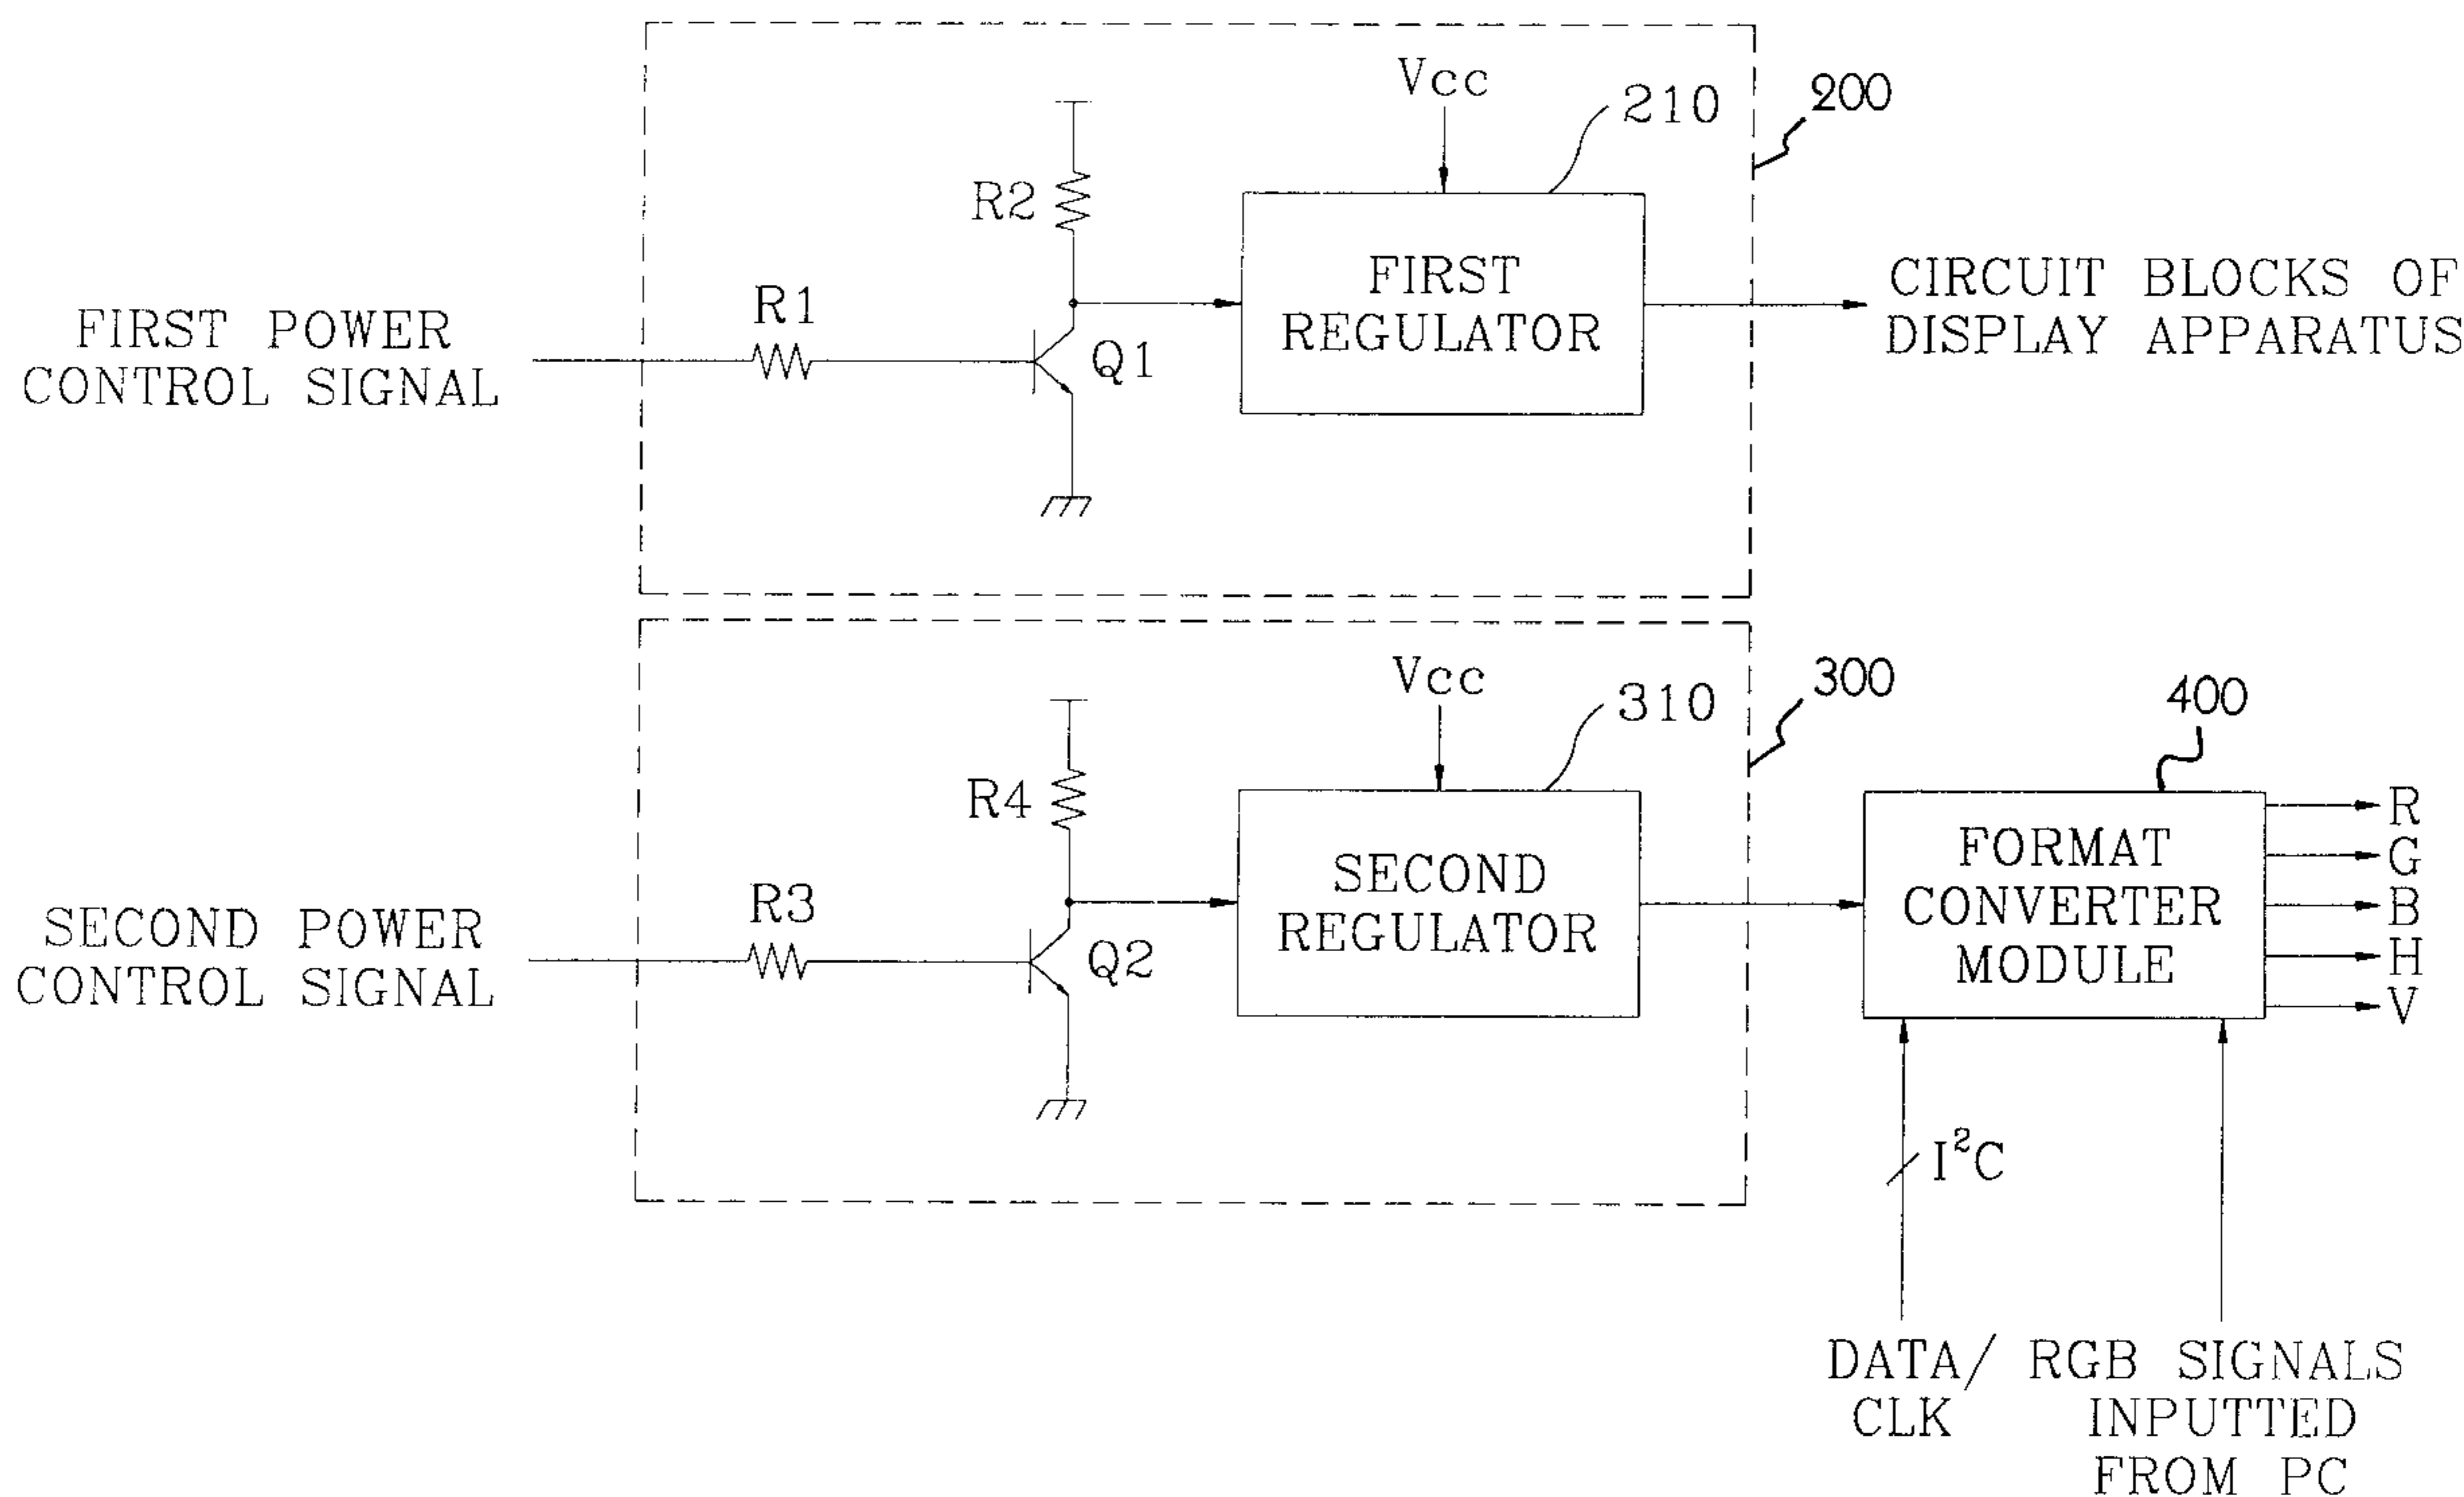 Vcc
210
200
R2
FIRST
REGULATOR
CIRCUIT BLOCKS OF
DISPLAY APPARATUS
R1
FIRST POWER
CONTROL SIGNAL
Q1
Vcc
310
300
400
R4
SECOND
REGULATOR
FORMAT
CONVERTER
MODULE
R
G
B
H
V
R3
SECOND POWER
CONTROL SIGNAL
Q2
I²C
DATA/
CLK
RGB SIGNALS
INPUTTED
FROM PC